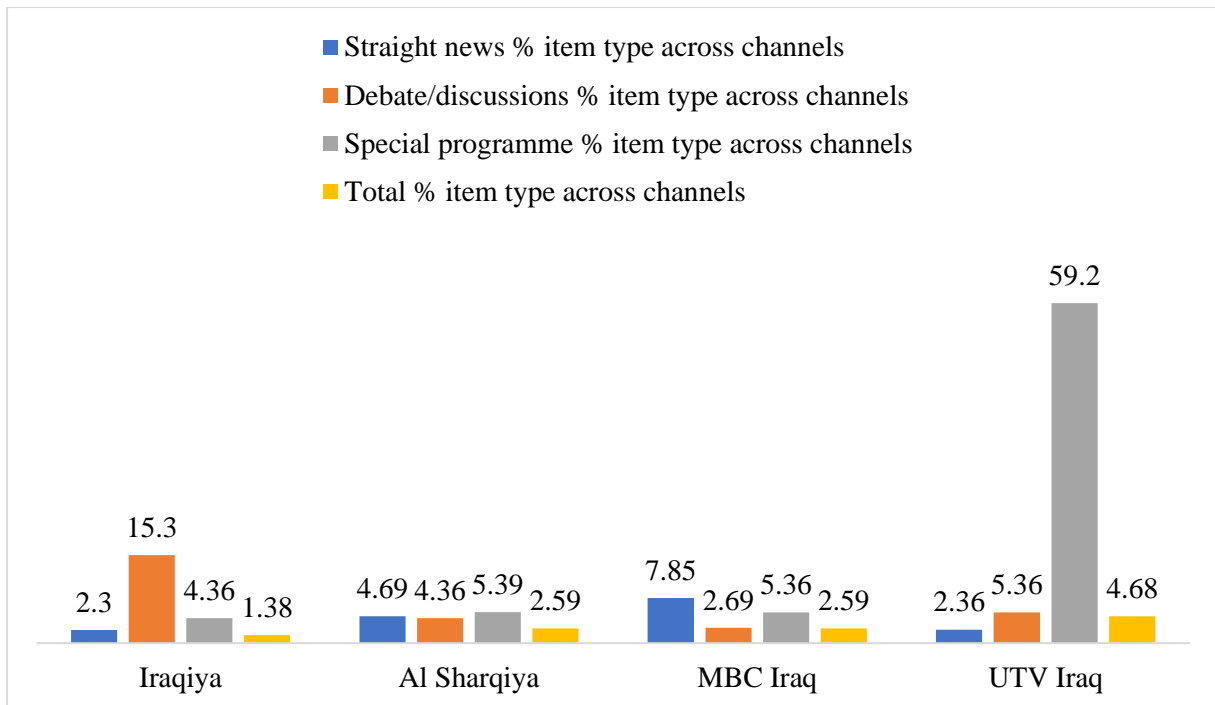 Straight news % item type across channels
Debate/discussions % item type across channels
Special programme % item type across channels
Total % item type across channels
59.2
15.3
7.85
2.3
4.36
1.38
4.69
4.36
5.39
2.59
2.69
5.36
2.59
2.36
5.36
4.68
Iraqiya
Al Sharqiya
MBC Iraq
UTV Iraq